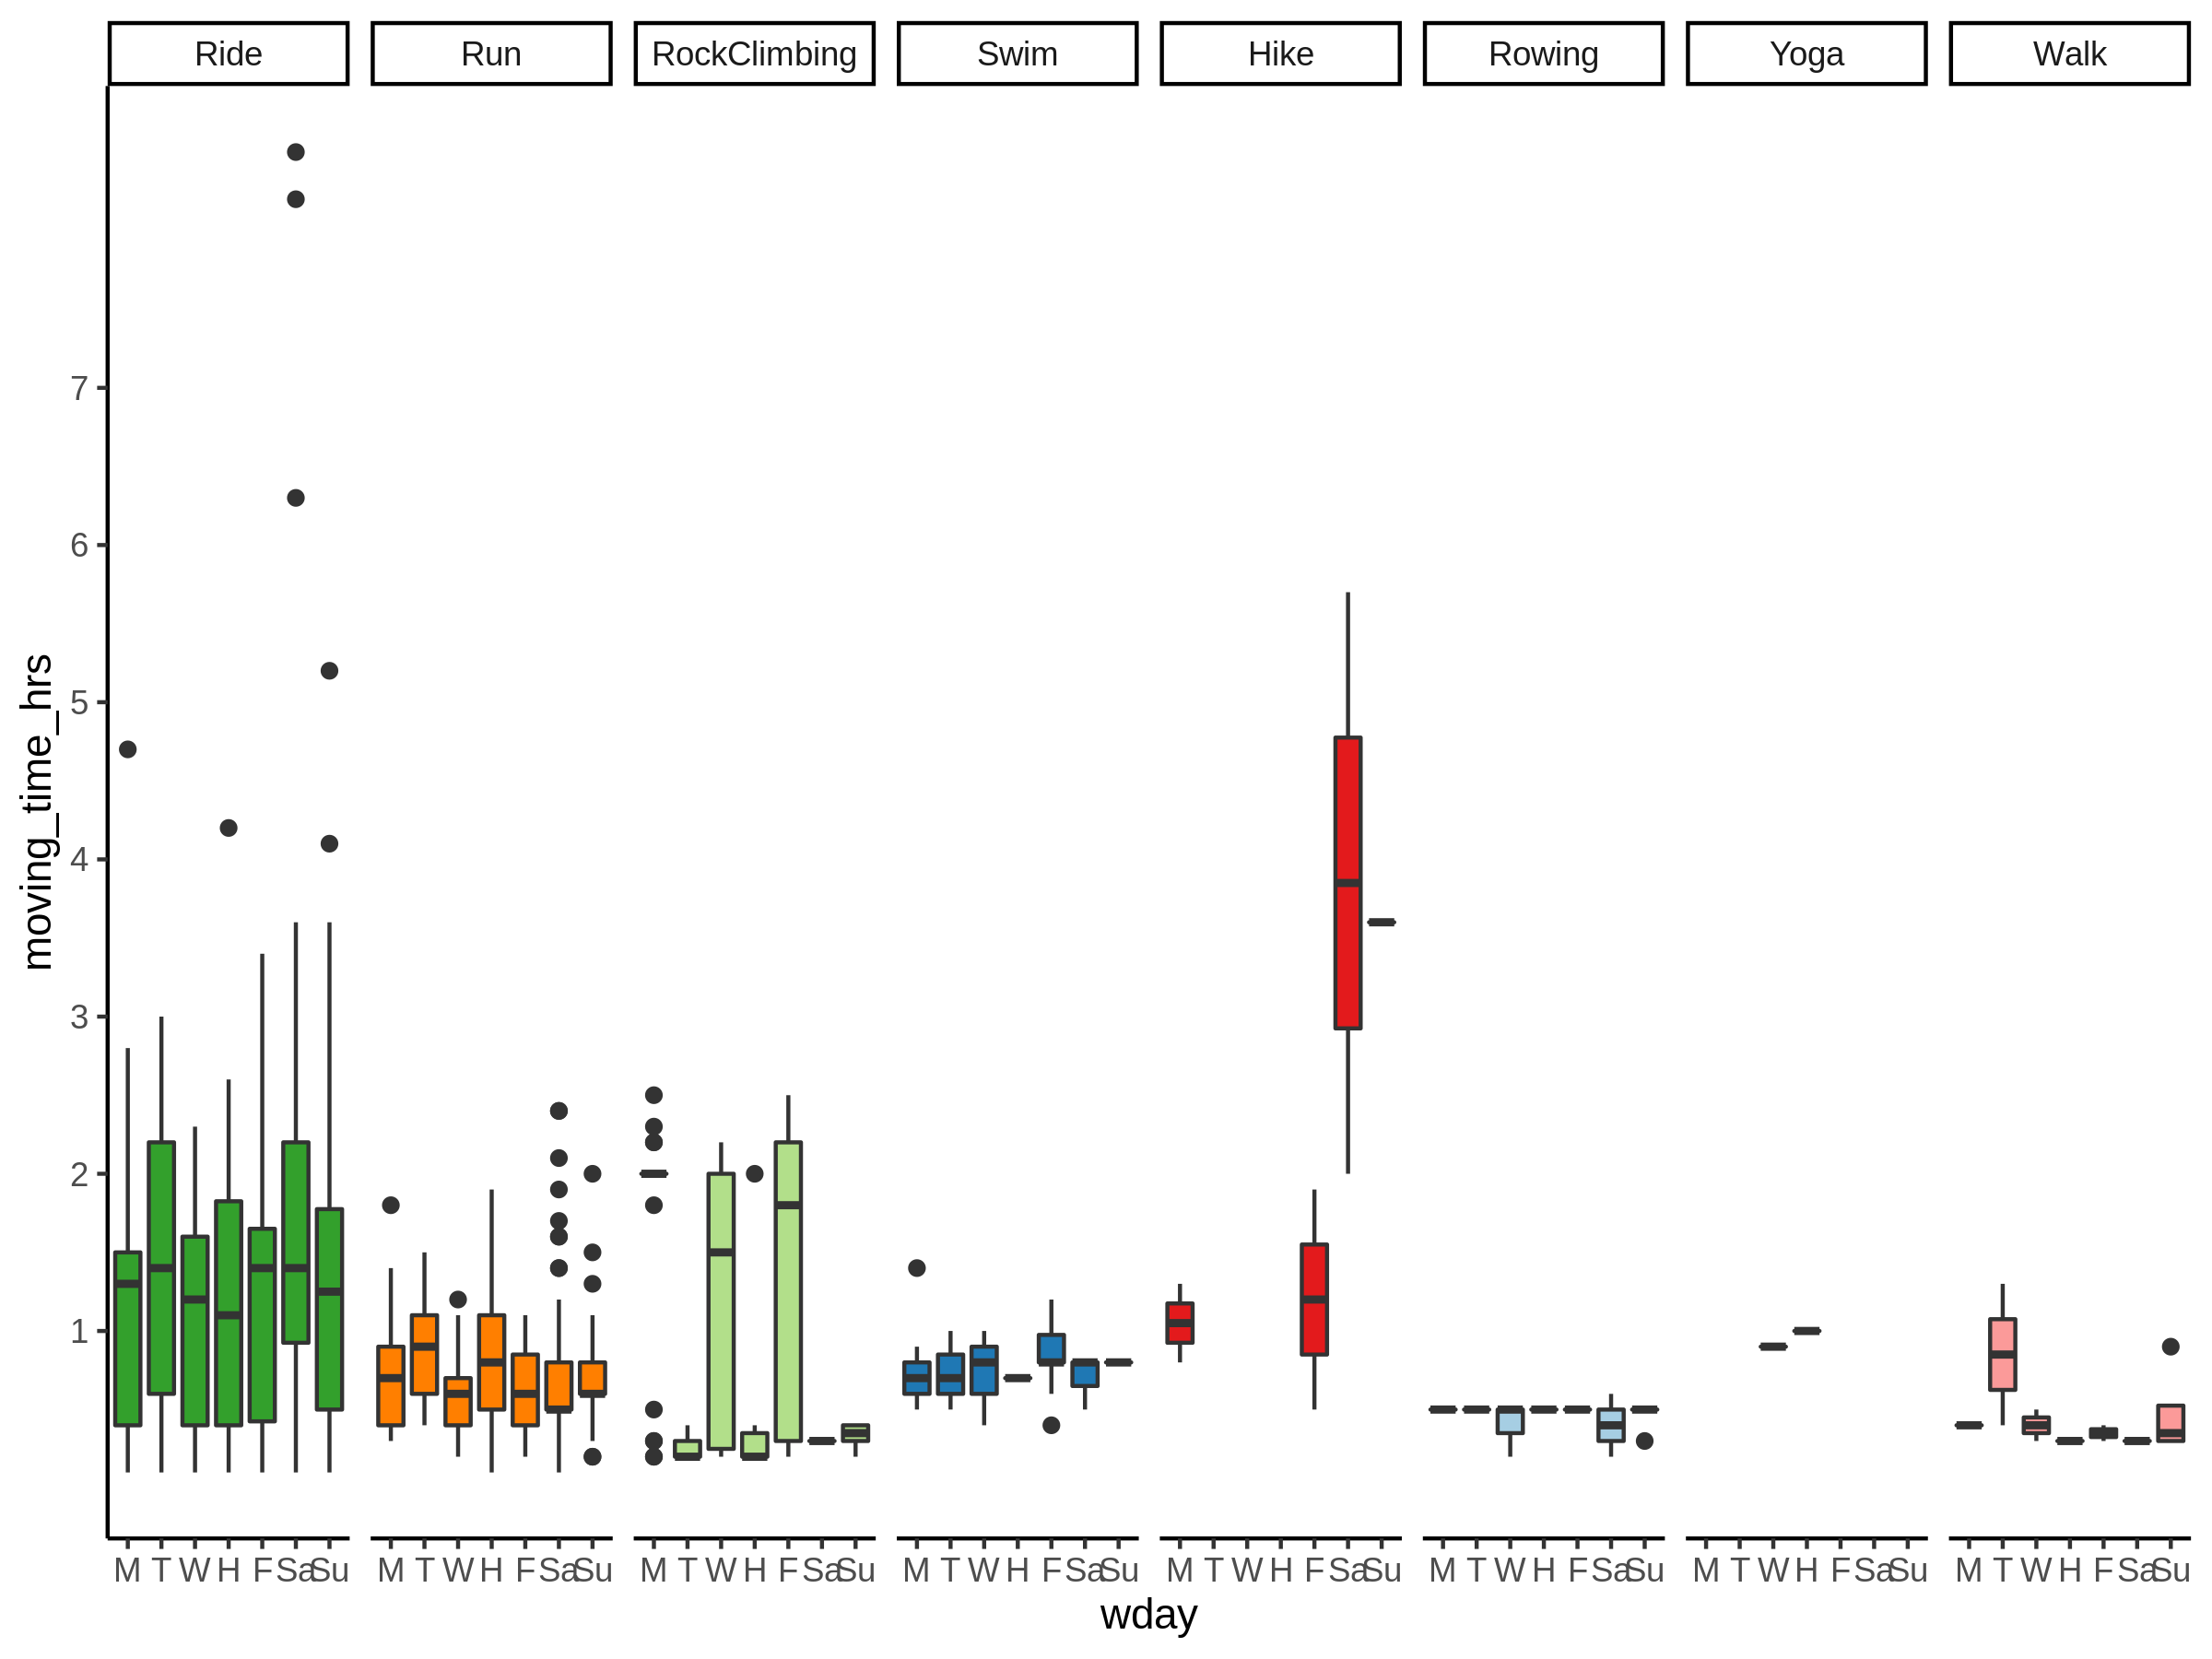 Ride Run RockClimbing Swim Hike Rowing Yoga Walk
7
6
5
4
3
2
1
moving_time_hrs
M T W H F Sa Su M T W H F Sa Su M T W H F Sa Su M T W H F Sa Su M T W H F Sa Su M T W H F Sa Su M T W H F Sa Su M T W H F Sa Su
wday